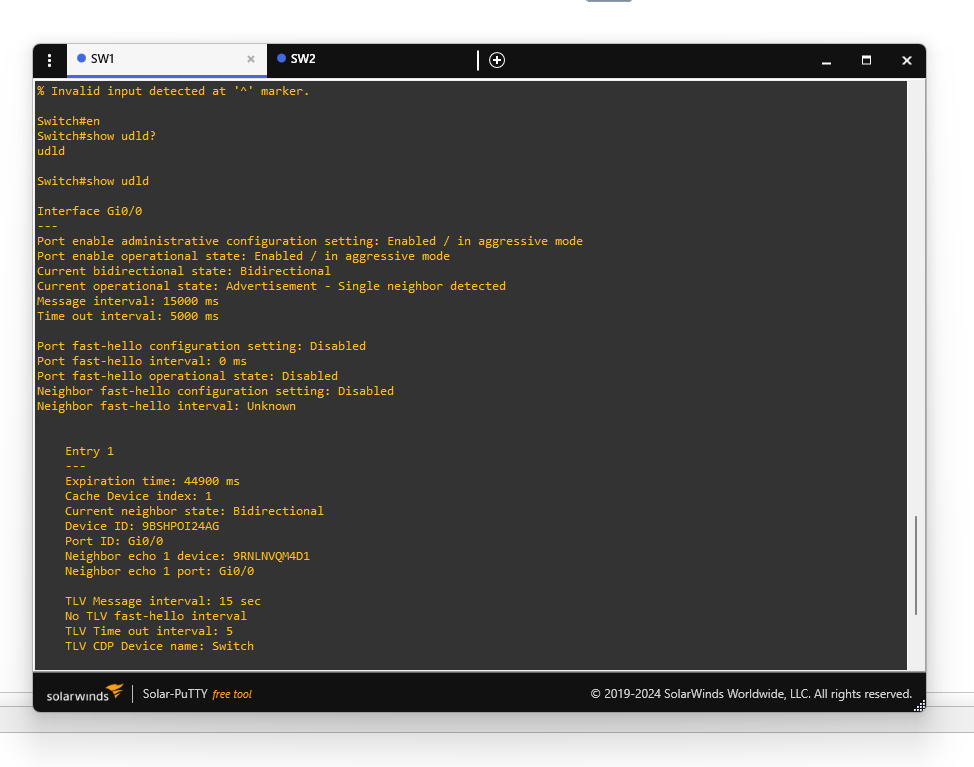 SW1
SW2
% Invalid input detected at '^' marker.
Switch#en
Switch#show udld?
udld
Switch#show udld
Interface Gi0/0
---
Port enable administrative configuration setting: Enabled / in aggressive mode
Port enable operational state: Enabled / in aggressive mode
Current bidirectional state: Bidirectional
Current operational state: Advertisement - Single neighbor detected
Message interval: 15000 ms
Time out interval: 5000 ms
Port fast-hello configuration setting: Disabled
Port fast-hello interval: 0 ms
Port fast-hello operational state: Disabled
Neighbor fast-hello configuration setting: Disabled
Neighbor fast-hello interval: Unknown
Entry 1
---
Expiration time: 44900 ms
Cache Device index: 1
Current neighbor state: Bidirectional
Device ID: 9BSHPOI24AG
Port ID: Gi0/0
Neighbor echo 1 device: 9RNLNVQM4D1
Neighbor echo 1 port: Gi0/0
TLV Message interval: 15 sec
No TLV fast-hello interval
TLV Time out interval: 5
TLV CDP Device name: Switch
solarwinds Solar-PuTTY free tool © 2019-2024 SolarWinds Worldwide, LLC. All rights reserved.